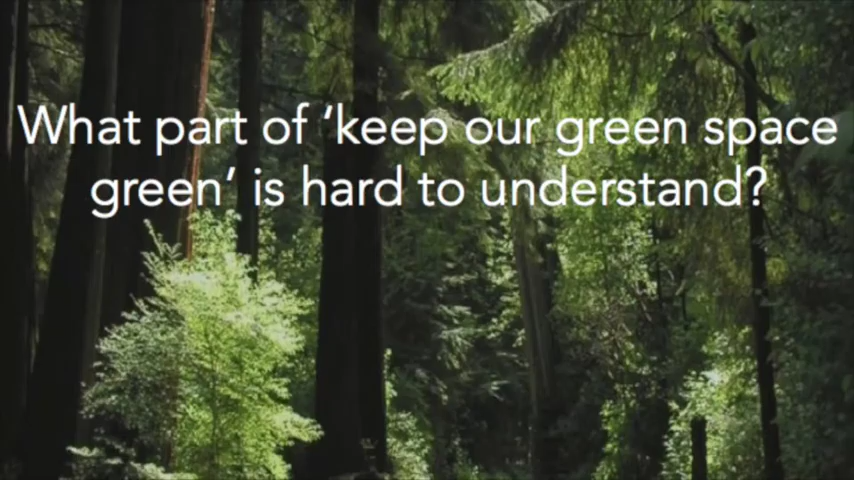 What part of ‘keep our green space
green’ is hard to understand?